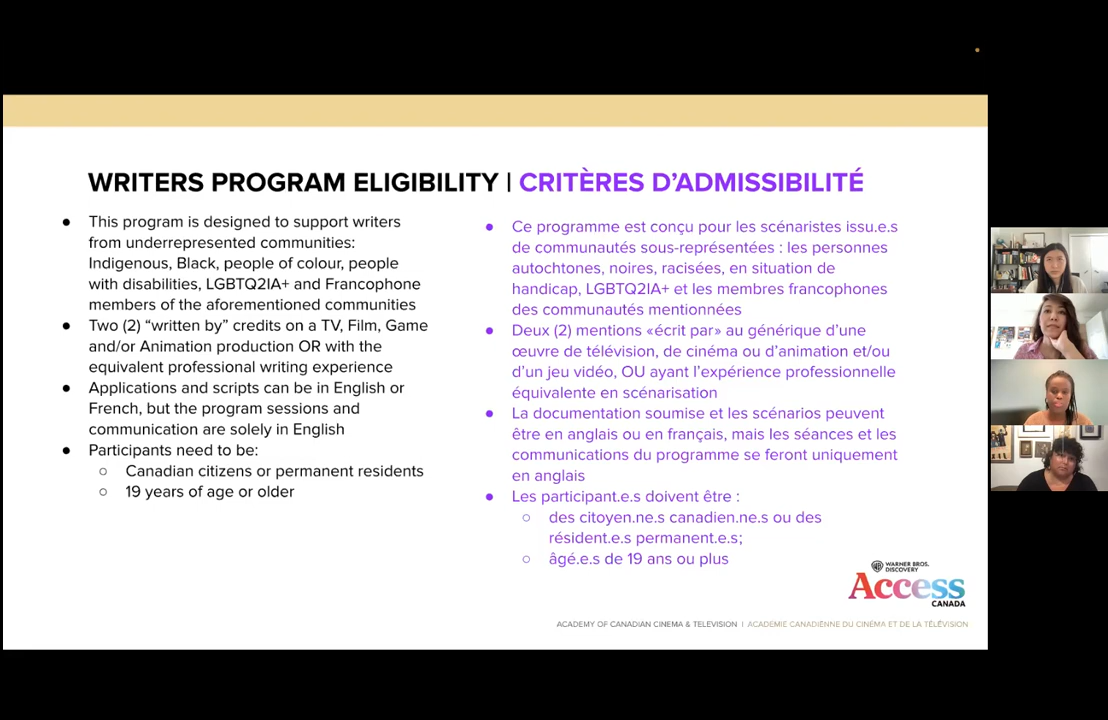 WRITERS PROGRAM ELIGIBILITY | CRITÈRES D'ADMISSIBILITÉ
● This program is designed to support writers
from underrepresented communities:
Indigenous, Black, people of colour, people
with disabilities, LGBTQ2IA+ and Francophone
members of the aforementioned communities
● Two (2) “written by” credits on a TV, Film, Game
and/or Animation production OR with the
equivalent professional writing experience
● Applications and scripts can be in English or
French, but the program sessions and
communication are solely in English
● Participants need to be:
○ Canadian citizens or permanent residents
○ 19 years of age or older
● Ce programme est conçu pour les scénaristes issu.e.s
de communautés sous-représentées : les personnes
autochtones, noires, racisées, en situation de
handicap, LGBTQ2IA+ et les membres francophones
des communautés mentionnées
● Deux (2) mentions «écrit par» au générique d’une
œuvre de télévision, de cinéma ou d’animation et/ou
d’un jeu vidéo, OU ayant l’expérience professionnelle
équivalente en scénarisation
● La documentation soumise et les scénarios peuvent
être en anglais ou en français, mais les séances et les
communications du programme se feront uniquement
en anglais
● Les participant.e.s doivent être :
○ des citoyen.ne.s canadien.ne.s ou des
résident.e.s permanent.e.s;
○ âgé.e.s de 19 ans ou plus
WARNER BROS.
DISCOVERY
Access
CANADA
ACADEMY OF CANADIAN CINEMA & TELEVISION | ACADÉMIE CANADIENNE DU CINÉMA ET DE LA TÉLÉVISION